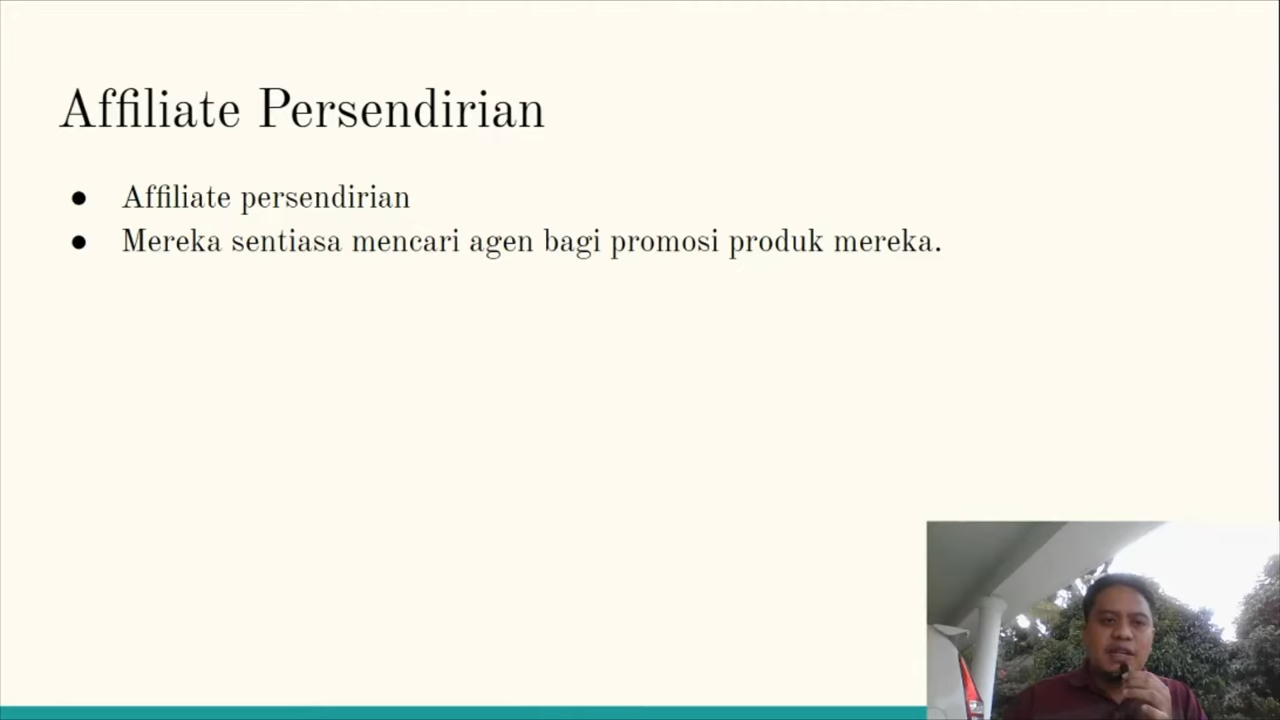 Affiliate Persendirian
● Affiliate persendirian
● Mereka sentiasa mencari agen bagi promosi produk mereka.